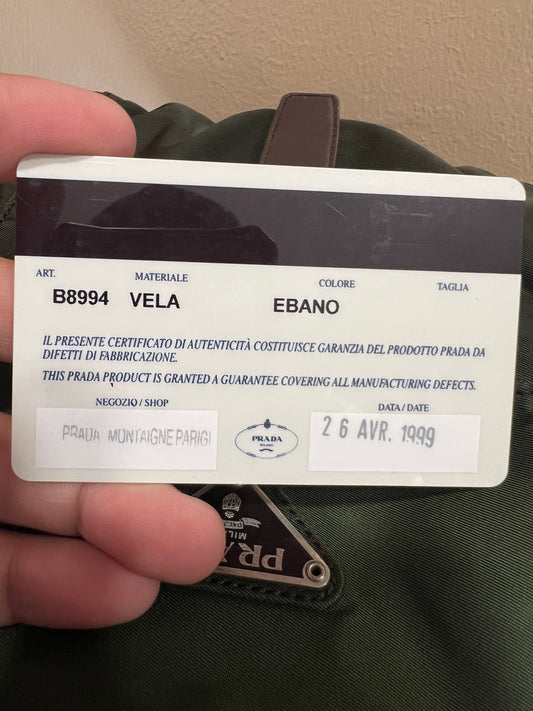 ART.
MATERIALE
COLORE
TAGLIA
B8994 VELA EBANO
IL PRESENTE CERTIFICATO DI AUTENTICITÀ COSTITUISCE GARANZIA DEL PRODOTTO PRADA DA
DIFETTI DI FABBRICAZIONE.
THIS PRADA PRODUCT IS GRANTED A GUARANTEE COVERING ALL MANUFACTURING DEFECTS.
NEGOZIO / SHOP
DATA / DATE
PRADA MONTAIGNE PARIGI
PRADA
MILANO
26 AVR. 1999